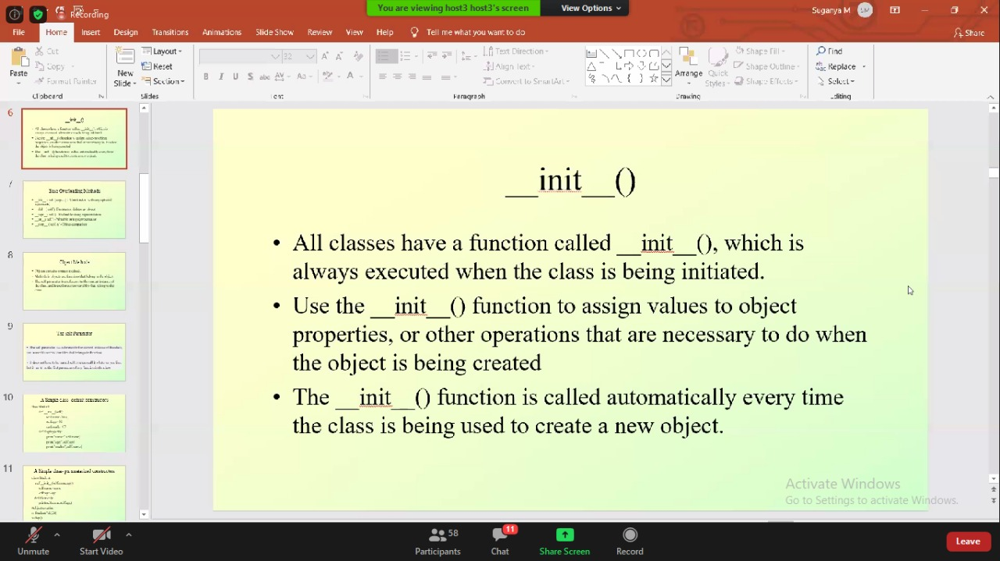 You are viewing host3 host3's screen
View Options
Recording
Suganya M
SM
File Home Insert Design Transitions Animations Slide Show Review View Help Tell me what you want to do
Share
Paste
Cut
Copy
Format Painter
Clipboard
New
Slide
Layout
Reset
Section
Slides
32
Font
Text Direction
Align Text
Convert to SmartArt
Paragraph
Arrange
Quick
Styles
Shape Fill
Shape Outline
Shape Effects
Drawing
Find
Replace
Select
Editing
6
__init__()
7
Base Overloading Methods
8
Object Methods
9
The self Parameter
10
A Simple class- default constructors
11
A Simple class- parameterized constructors
__init__()
• All classes have a function called __init__(), which is
always executed when the class is being initiated.
• Use the __init__() function to assign values to object
properties, or other operations that are necessary to do when
the object is being created
• The __init__() function is called automatically every time
the class is being used to create a new object.
Activate Windows
Go to Settings to activate Windows.
Unmute
Start Video
58
Participants
11
Chat
Share Screen
Record
Leave